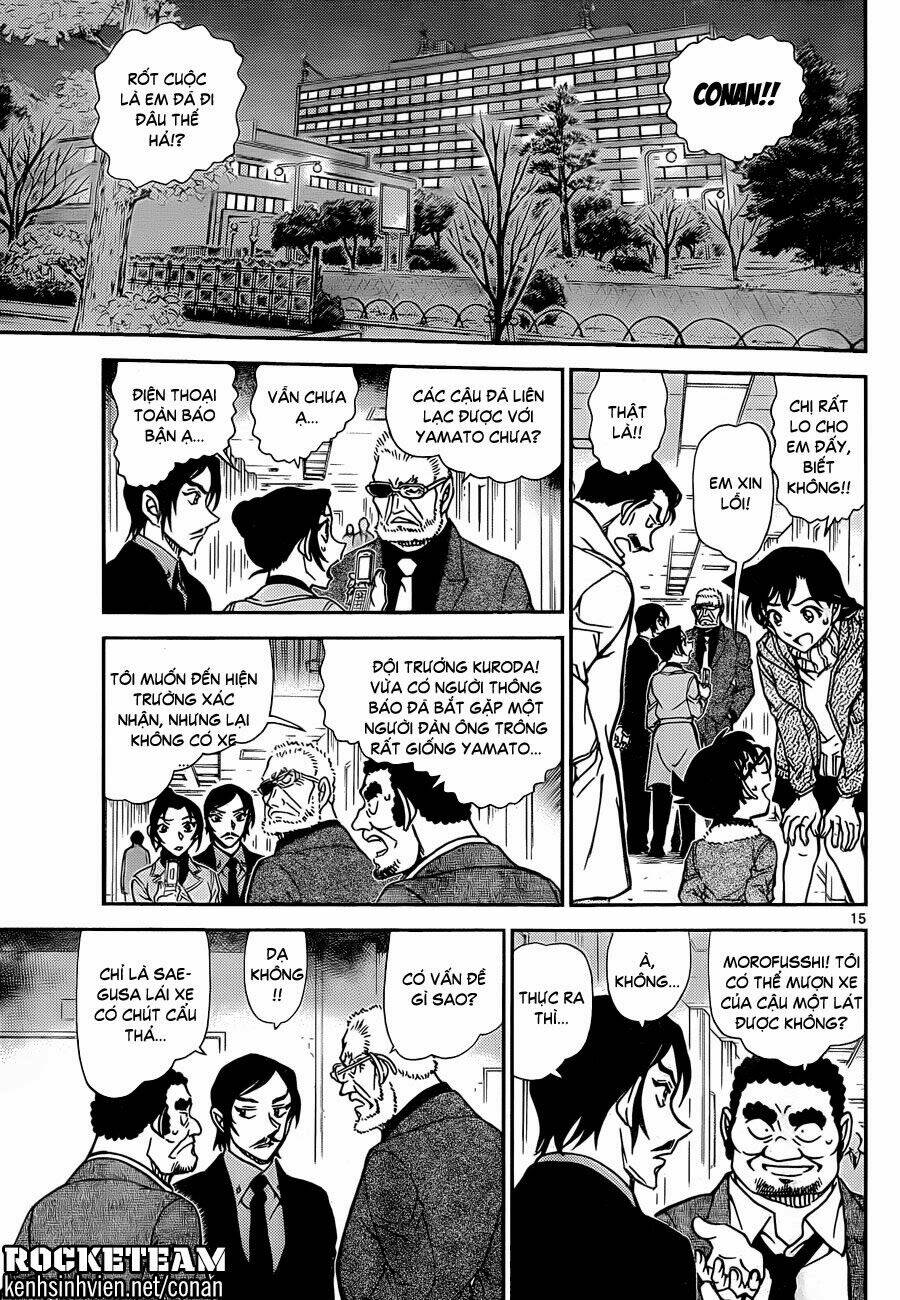 CONAN!!
RỐT CUỘC
LÀ EM ĐÃ ĐI
ĐÂU THẾ
HẢ!?
CHỊ RẤT
LO CHO
EM ĐẤY,
BIẾT
KHÔNG!!
EM XIN
LỖI!
THẬT
LÀ!!
CÁC CẬU ĐÃ LIÊN
LẠC ĐƯỢC VỚI
YAMATO CHƯA?
VẪN CHƯA
Ạ...
ĐIỆN THOẠI
TOÀN BÁO
BẬN Ạ...
ĐỘI TRƯỞNG KURODA!
VỪA CÓ NGƯỜI THÔNG
BÁO ĐÃ BẮT GẶP MỘT
NGƯỜI ĐÀN ÔNG TRÔNG
RẤT GIỐNG YAMATO...
TÔI MUỐN ĐẾN HIỆN
TRƯỜNG XÁC
NHẬN, NHƯNG LẠI
KHÔNG CÓ XE...
15
MOROFUSSHI! TÔI
CÓ THỂ MƯỢN XE
CỦA CẬU MỘT LÁT
ĐƯỢC KHÔNG?
À,
KHÔNG...
THỰC RA
THÌ...
CÓ VẤN ĐỀ
GÌ SAO?
DẠ
KHÔNG
!!
CHỈ LÀ SAE-
GUSA LÁI XE
CÓ CHÚT CẨU
THẢ...
ROCKETEAM
kenhsinhvien.net/conan